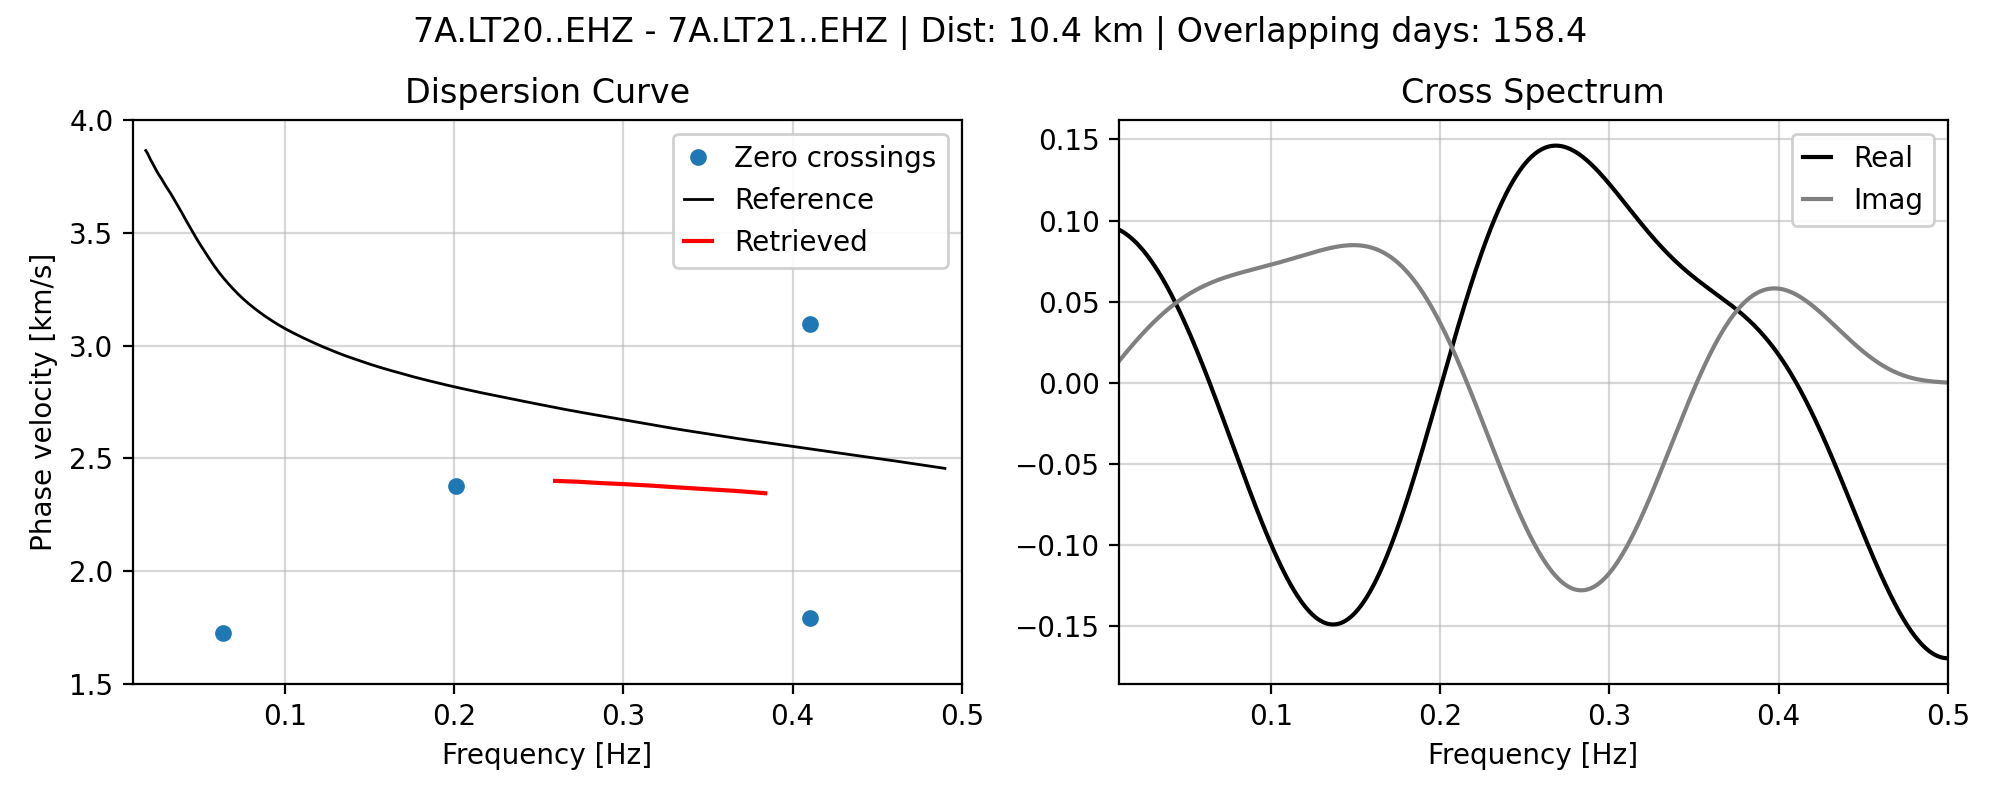 7A.LT20..EHZ - 7A.LT21..EHZ | Dist: 10.4 km | Overlapping days: 158.4
Dispersion Curve
4.0
3.5
3.0
2.5
2.0
1.5
Phase velocity [km/s]
0.1
0.2
0.3
0.4
0.5
Frequency [Hz]
Zero crossings
Reference
Retrieved
Cross Spectrum
0.15
0.10
0.05
0.00
−0.05
−0.10
−0.15
0.1
0.2
0.3
0.4
0.5
Frequency [Hz]
Real
Imag